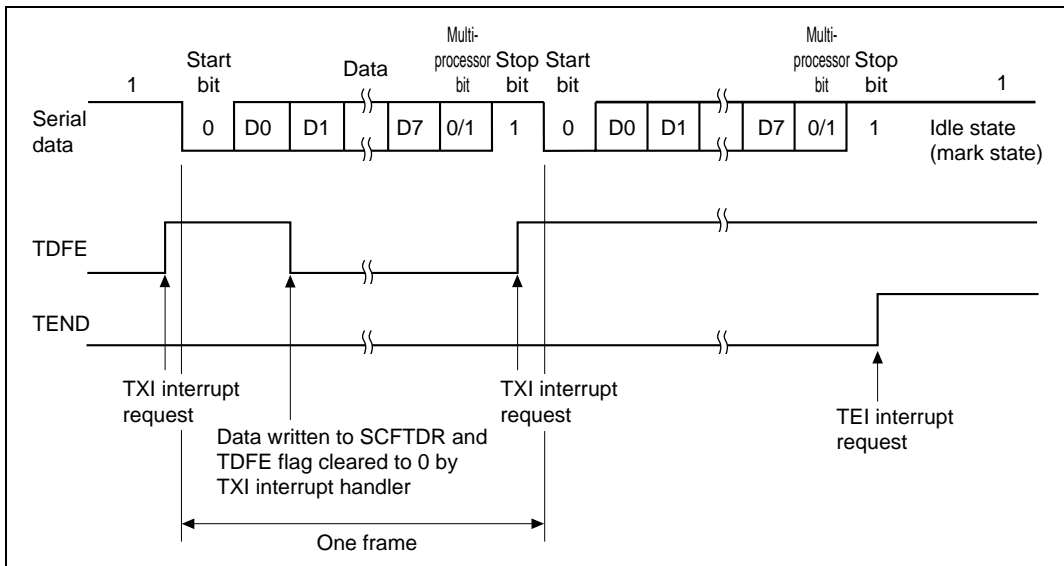 Multi-
processor
bit
Multi-
processor
bit
Start
bit
Data
Stop
bit
Start
bit
Stop
bit
1
1
Serial
data
0 D0 D1 D7 0/1 1 0 D0 D1 D7 0/1 1
Idle state
(mark state)
TDFE
TEND
TXI interrupt
request
TXI interrupt
request
TEI interrupt
request
Data written to SCFTDR and
TDFE flag cleared to 0 by
TXI interrupt handler
One frame